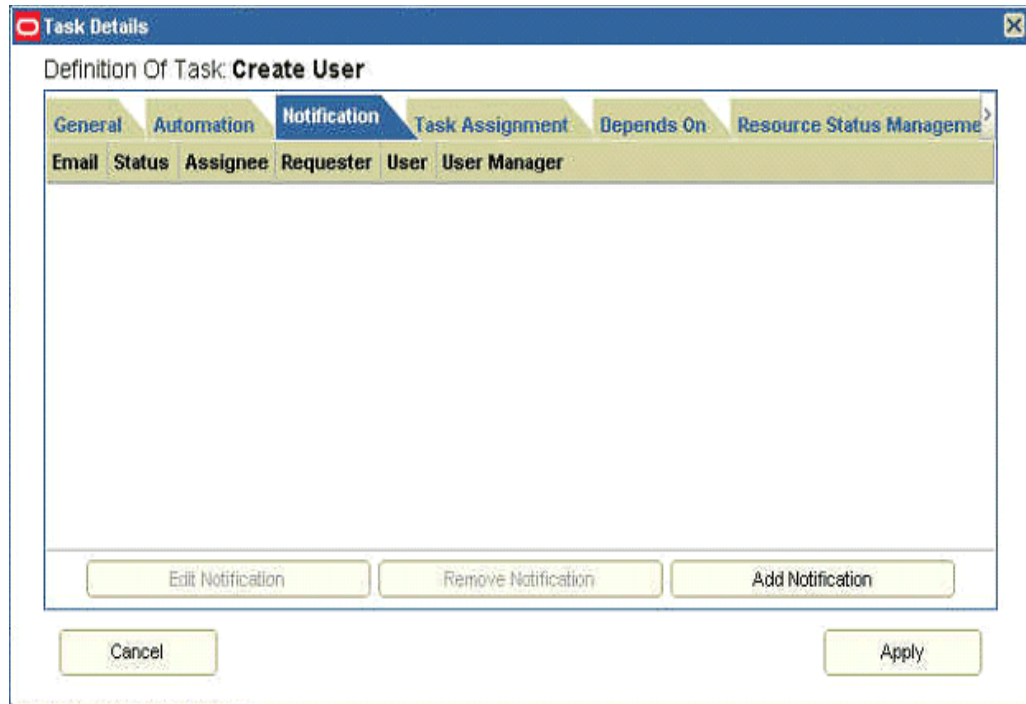 Task Details
Definition Of Task: Create User
General Automation Notification Task Assignment Depends On Resource Status Manageme
Email Status Assignee Requester User User Manager
Edit Notification Remove Notification Add Notification
Cancel Apply